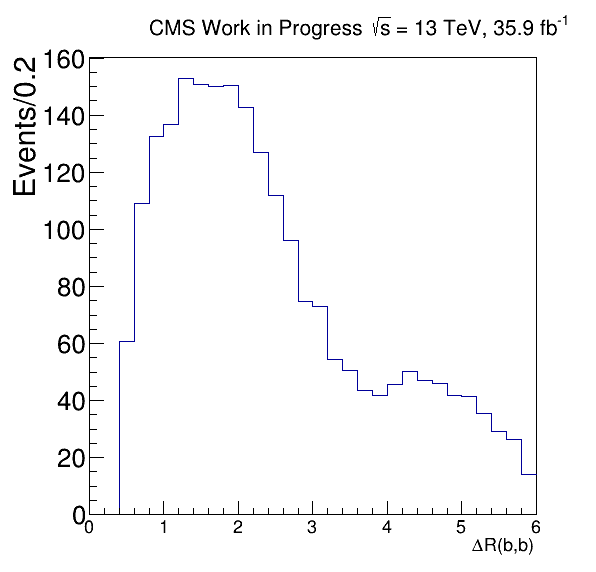 CMS Work in Progress √s = 13 TeV, 35.9 fb⁻¹
Events/0.2
160
140
120
100
80
60
40
20
0
0 1 2 3 4 5 6
ΔR(b,b)